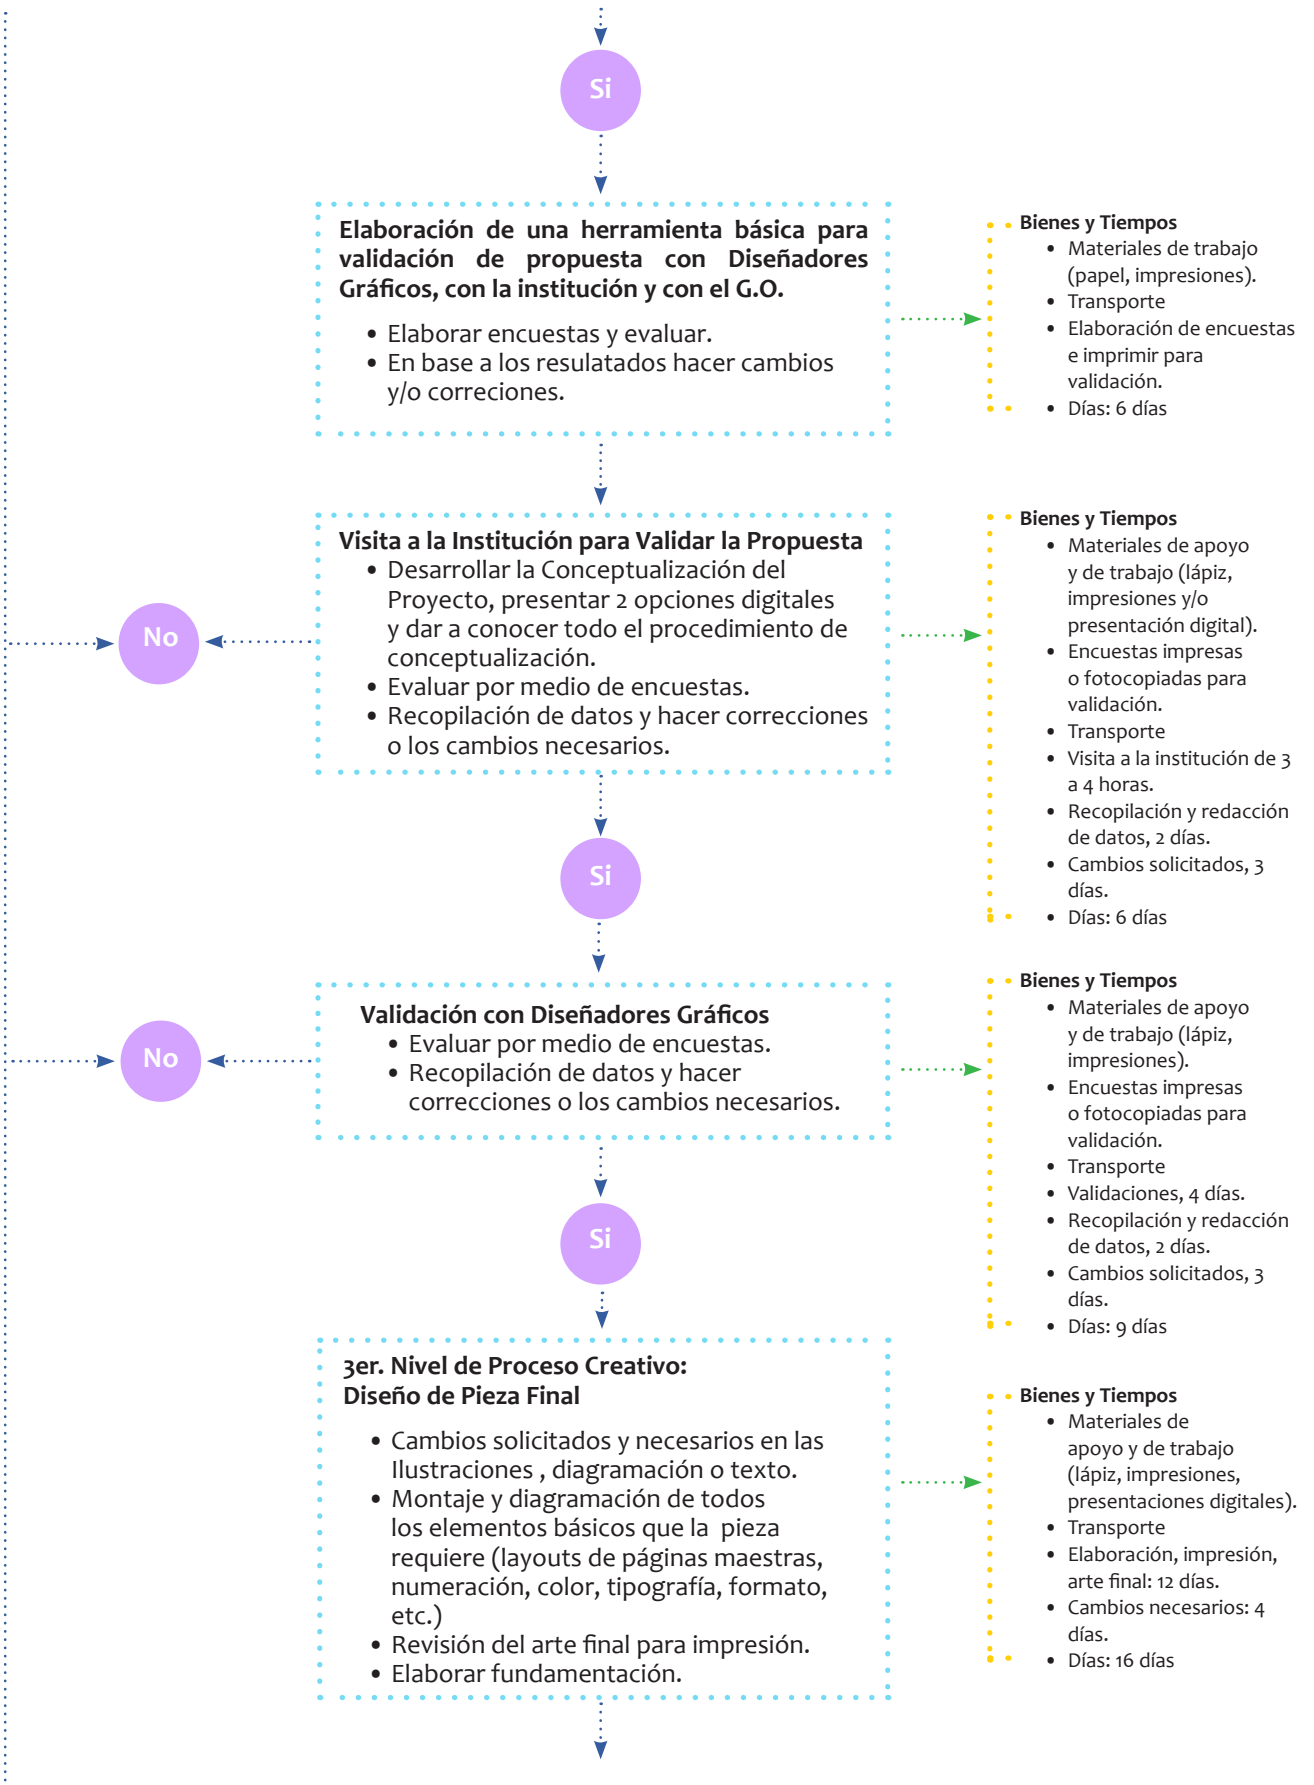 Si
Elaboración de una herramienta básica para
validación de propuesta con Diseñadores
Gráficos, con la institución y con el G.O.
• Elaborar encuestas y evaluar.
• En base a los resulatados hacer cambios
y/o correciones.
Bienes y Tiempos
• Materiales de trabajo
(papel, impresiones).
• Transporte
• Elaboración de encuestas
e imprimir para
validación.
• Días: 6 días
Visita a la Institución para Validar la Propuesta
• Desarrollar la Conceptualización del
Proyecto, presentar 2 opciones digitales
y dar a conocer todo el procedimiento de
conceptualización.
• Evaluar por medio de encuestas.
• Recopilación de datos y hacer correcciones
o los cambios necesarios.
No
Bienes y Tiempos
• Materiales de apoyo
y de trabajo (lápiz,
impresiones y/o
presentación digital).
• Encuestas impresas
o fotocopiadas para
validación.
• Transporte
• Visita a la institución de 3
a 4 horas.
• Recopilación y redacción
de datos, 2 días.
• Cambios solicitados, 3
días.
• Días: 6 días
Si
Validación con Diseñadores Gráficos
• Evaluar por medio de encuestas.
• Recopilación de datos y hacer
correcciones o los cambios necesarios.
No
Bienes y Tiempos
• Materiales de apoyo
y de trabajo (lápiz,
impresiones).
• Encuestas impresas
o fotocopiadas para
validación.
• Transporte
• Validaciones, 4 días.
• Recopilación y redacción
de datos, 2 días.
• Cambios solicitados, 3
días.
• Días: 9 días
Si
3er. Nivel de Proceso Creativo:
Diseño de Pieza Final
• Cambios solicitados y necesarios en las
Ilustraciones , diagramación o texto.
• Montaje y diagramación de todos
los elementos básicos que la pieza
requiere (layouts de páginas maestras,
numeración, color, tipografía, formato,
etc.)
• Revisión del arte final para impresión.
• Elaborar fundamentación.
Bienes y Tiempos
• Materiales de
apoyo y de trabajo
(lápiz, impresiones,
presentaciones digitales).
• Transporte
• Elaboración, impresión,
arte final: 12 días.
• Cambios necesarios: 4
días.
• Días: 16 días